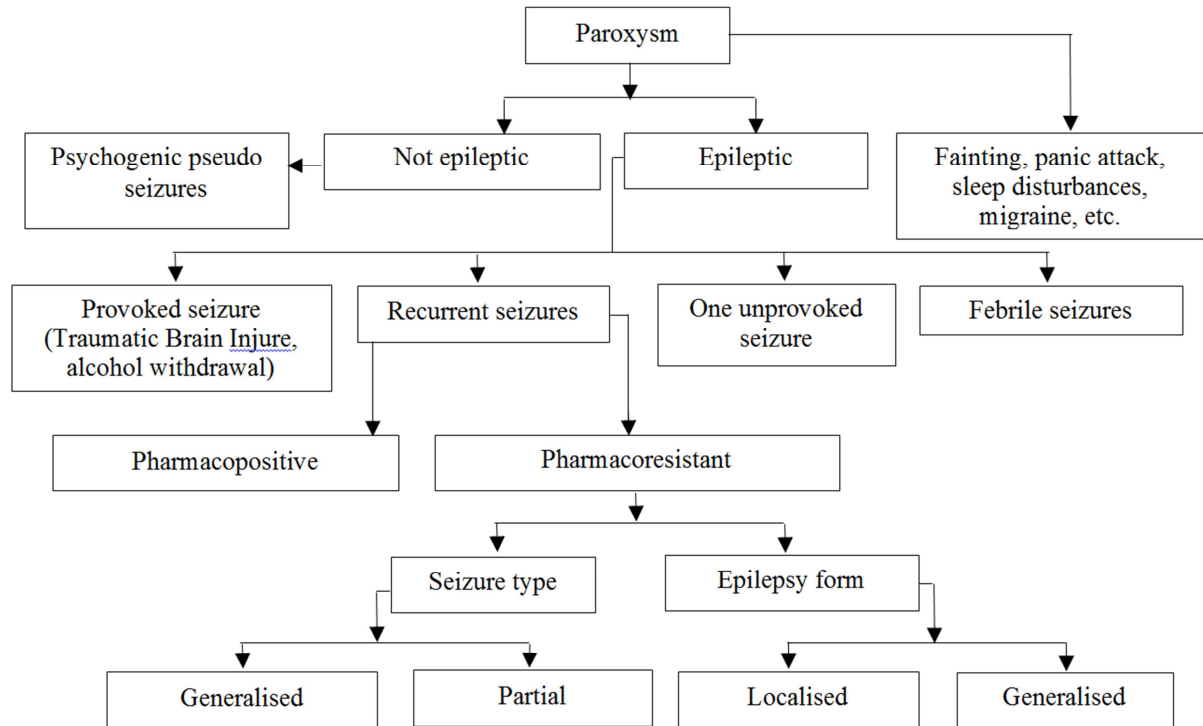 Paroxysm
Psychogenic pseudo
seizures
Not epileptic
Epileptic
Fainting, panic attack,
sleep disturbances,
migraine, etc.
Provoked seizure
(Traumatic Brain Injure,
alcohol withdrawal)
Recurrent seizures
One unprovoked
seizure
Febrile seizures
Pharmacopositive
Pharmacoresistant
Seizure type
Epilepsy form
Generalised
Partial
Localised
Generalised